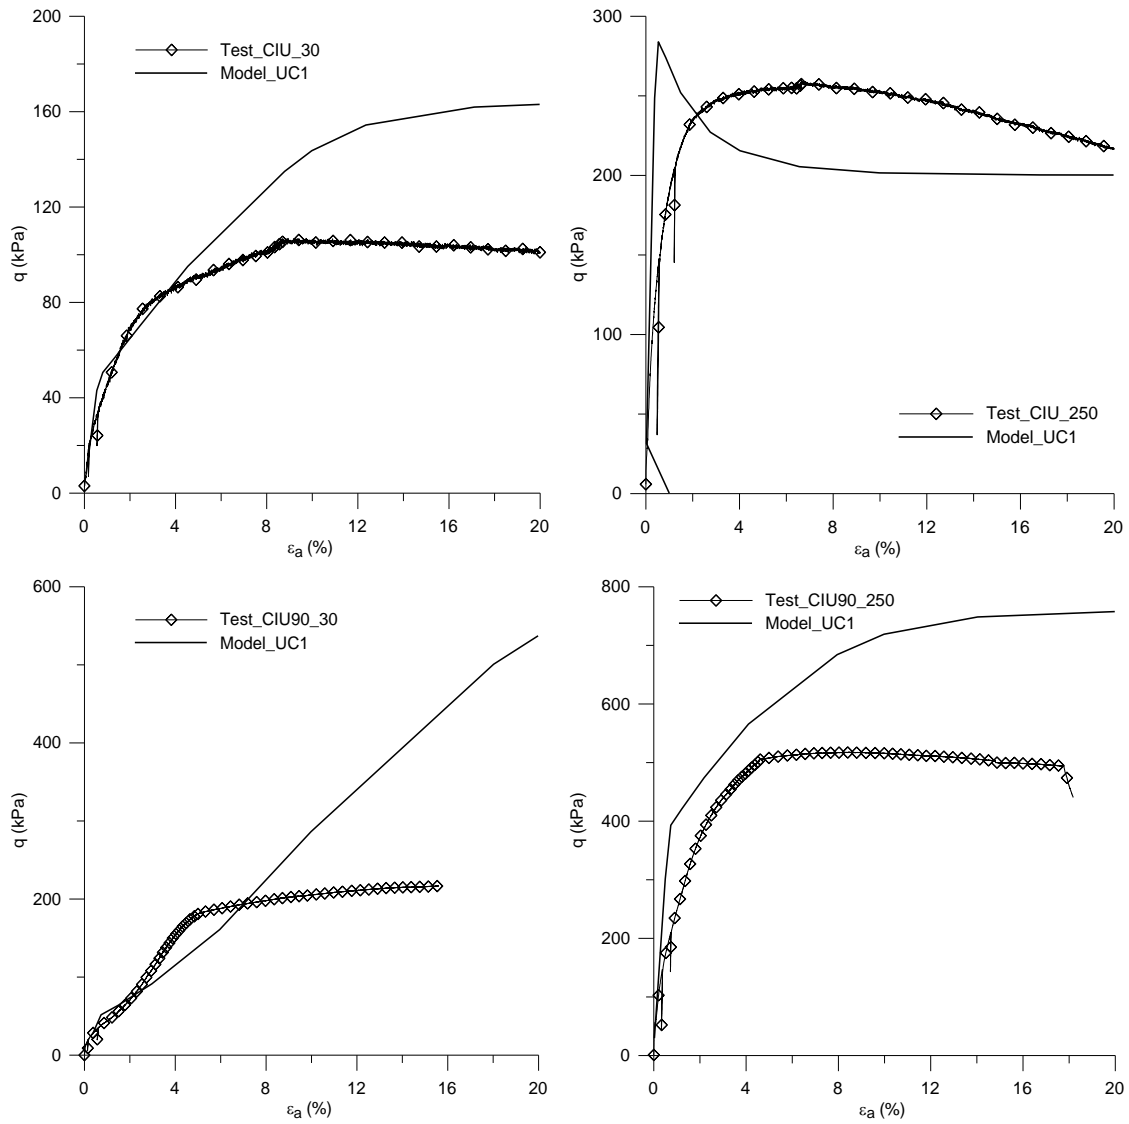 200
160
120
80
40
0
q (kPa)
Test_CIU_30
Model_UC1
0 4 8 12 16 20
εa (%)
300
200
100
0
q (kPa)
Test_CIU_250
Model_UC1
0 4 8 12 16 20
εa (%)
600
400
200
0
q (kPa)
Test_CIU90_30
Model_UC1
0 4 8 12 16 20
εa (%)
800
600
400
200
0
q (kPa)
Test_CIU90_250
Model_UC1
0 4 8 12 16 20
εa (%)